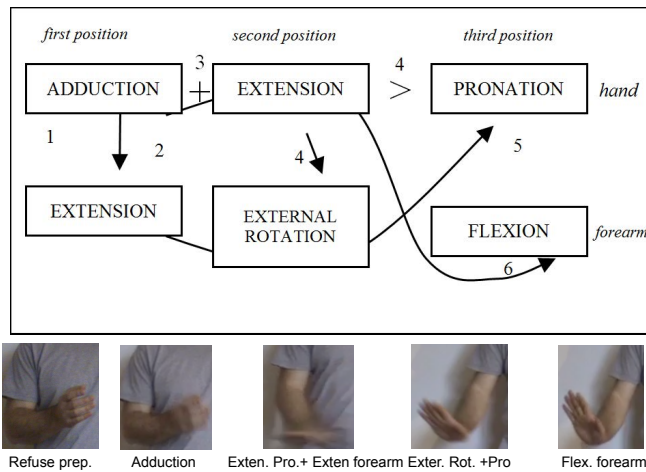 first position second position third position
3 4
ADDUCTION + EXTENSION > PRONATION hand
1 2 4 5
EXTENSION EXTERNAL ROTATION FLEXION forearm
6
Refuse prep. Adduction Exten. Pro.+ Exten forearm Exter. Rot. +Pro Flex. forearm